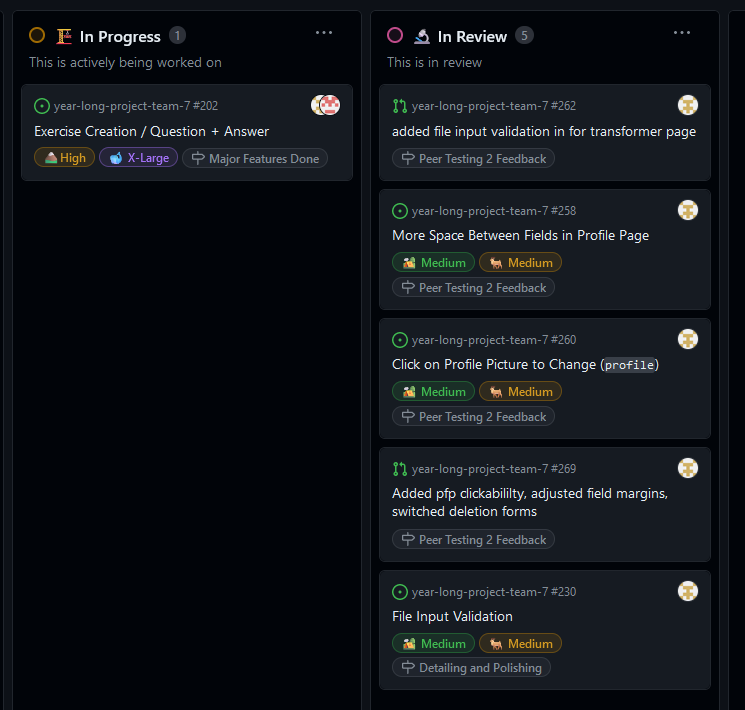 In Progress 1
This is actively being worked on
year-long-project-team-7 #202
Exercise Creation / Question + Answer
High X-Large Major Features Done
In Review 5
This is in review
year-long-project-team-7 #262
added file input validation in for transformer page
Peer Testing 2 Feedback
year-long-project-team-7 #258
More Space Between Fields in Profile Page
Medium Medium
Peer Testing 2 Feedback
year-long-project-team-7 #260
Click on Profile Picture to Change (profile)
Medium Medium
Peer Testing 2 Feedback
year-long-project-team-7 #269
Added pfp clickabililty, adjusted field margins,
switched deletion forms
Peer Testing 2 Feedback
year-long-project-team-7 #230
File Input Validation
Medium Medium
Detailing and Polishing